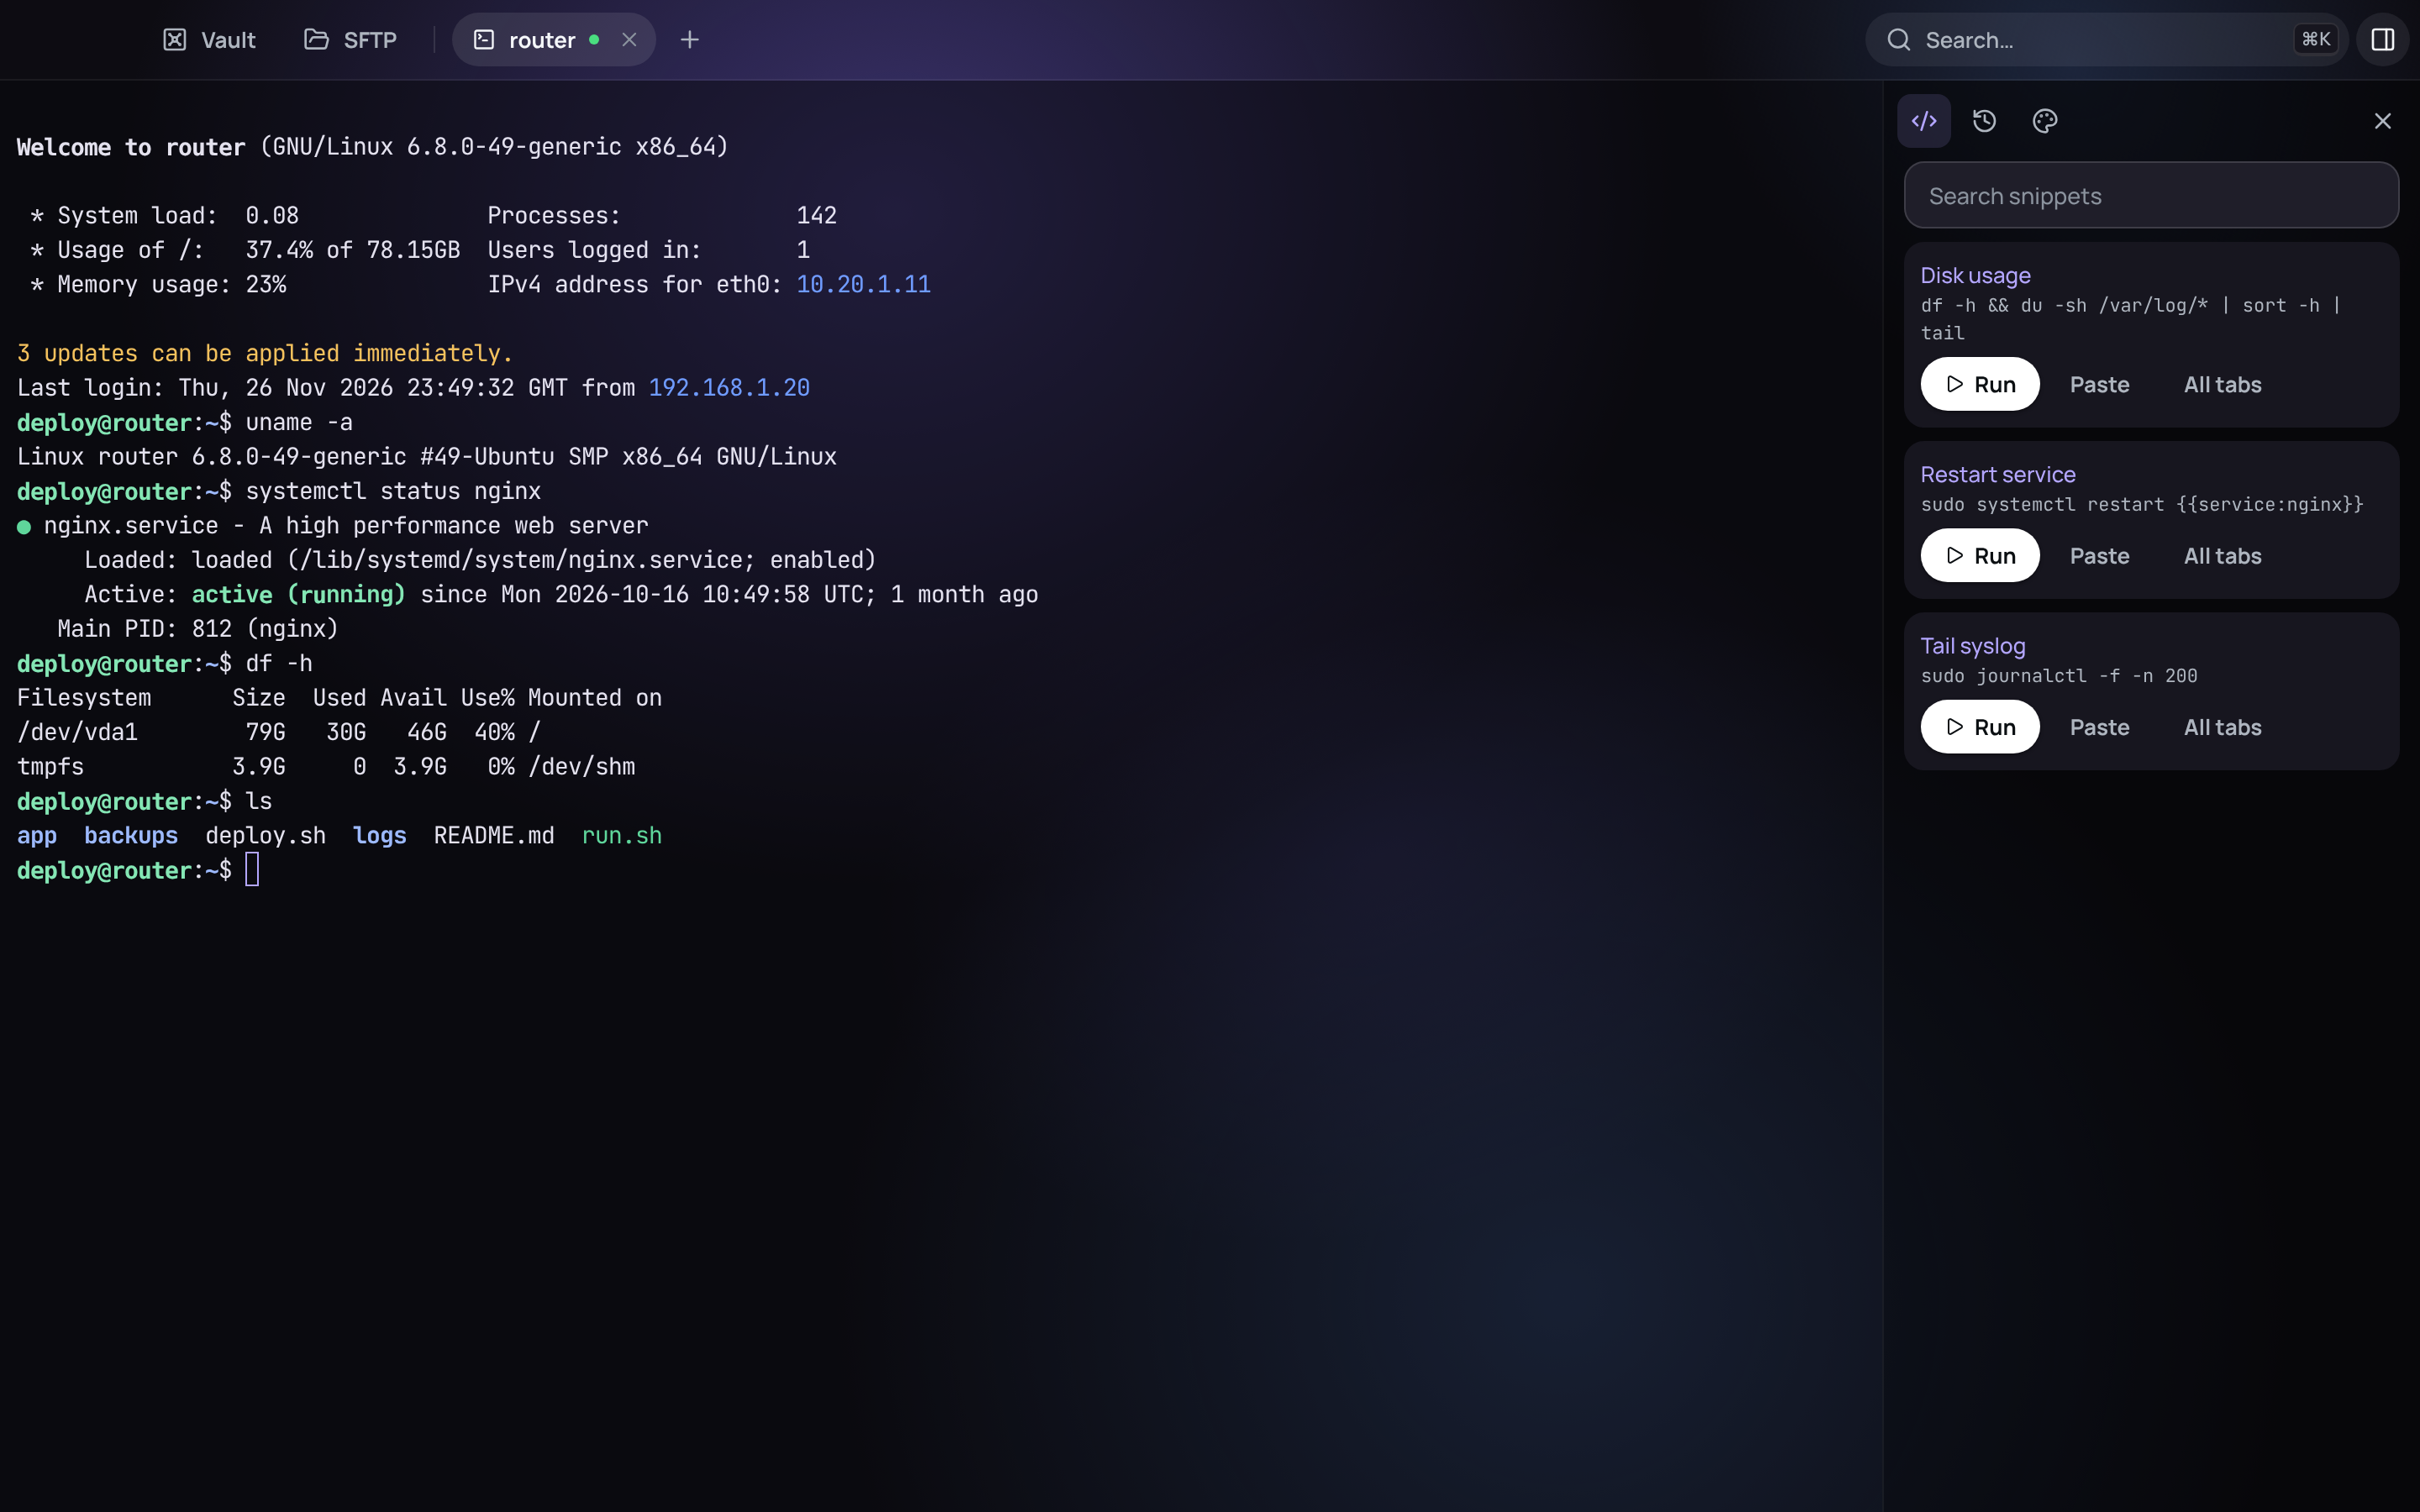 Vault SFTP router Search... ⌘K
Welcome to router (GNU/Linux 6.8.0-49-generic x86_64)
* System load: 0.08 Processes: 142
* Usage of /: 37.4% of 78.15GB Users logged in: 1
* Memory usage: 23% IPv4 address for eth0: 10.20.1.11
3 updates can be applied immediately.
Last login: Thu, 26 Nov 2026 23:49:32 GMT from 192.168.1.20
deploy@router:~$ uname -a
Linux router 6.8.0-49-generic #49-Ubuntu SMP x86_64 GNU/Linux
deploy@router:~$ systemctl status nginx
● nginx.service - A high performance web server
Loaded: loaded (/lib/systemd/system/nginx.service; enabled)
Active: active (running) since Mon 2026-10-16 10:49:58 UTC; 1 month ago
Main PID: 812 (nginx)
deploy@router:~$ df -h
Filesystem Size Used Avail Use% Mounted on
/dev/vda1 79G 30G 46G 40% /
tmpfs 3.9G 0 3.9G 0% /dev/shm
deploy@router:~$ ls
app backups deploy.sh logs README.md run.sh
deploy@router:~$
Search snippets
Disk usage
df -h && du -sh /var/log/* | sort -h |
tail
Run Paste All tabs
Restart service
sudo systemctl restart {{service:nginx}}
Run Paste All tabs
Tail syslog
sudo journalctl -f -n 200
Run Paste All tabs